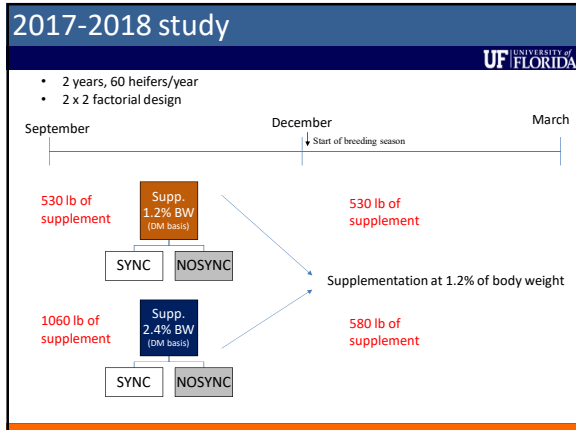 2017-2018 study
UF UNIVERSITY of
FLORIDA
• 2 years, 60 heifers/year
• 2 x 2 factorial design
September
December
March
Start of breeding season
530 lb of
supplement
Supp.
1.2% BW
(DM basis)
530 lb of
supplement
SYNC
NOSYNC
Supplementation at 1.2% of body weight
1060 lb of
supplement
Supp.
2.4% BW
(DM basis)
580 lb of
supplement
SYNC
NOSYNC